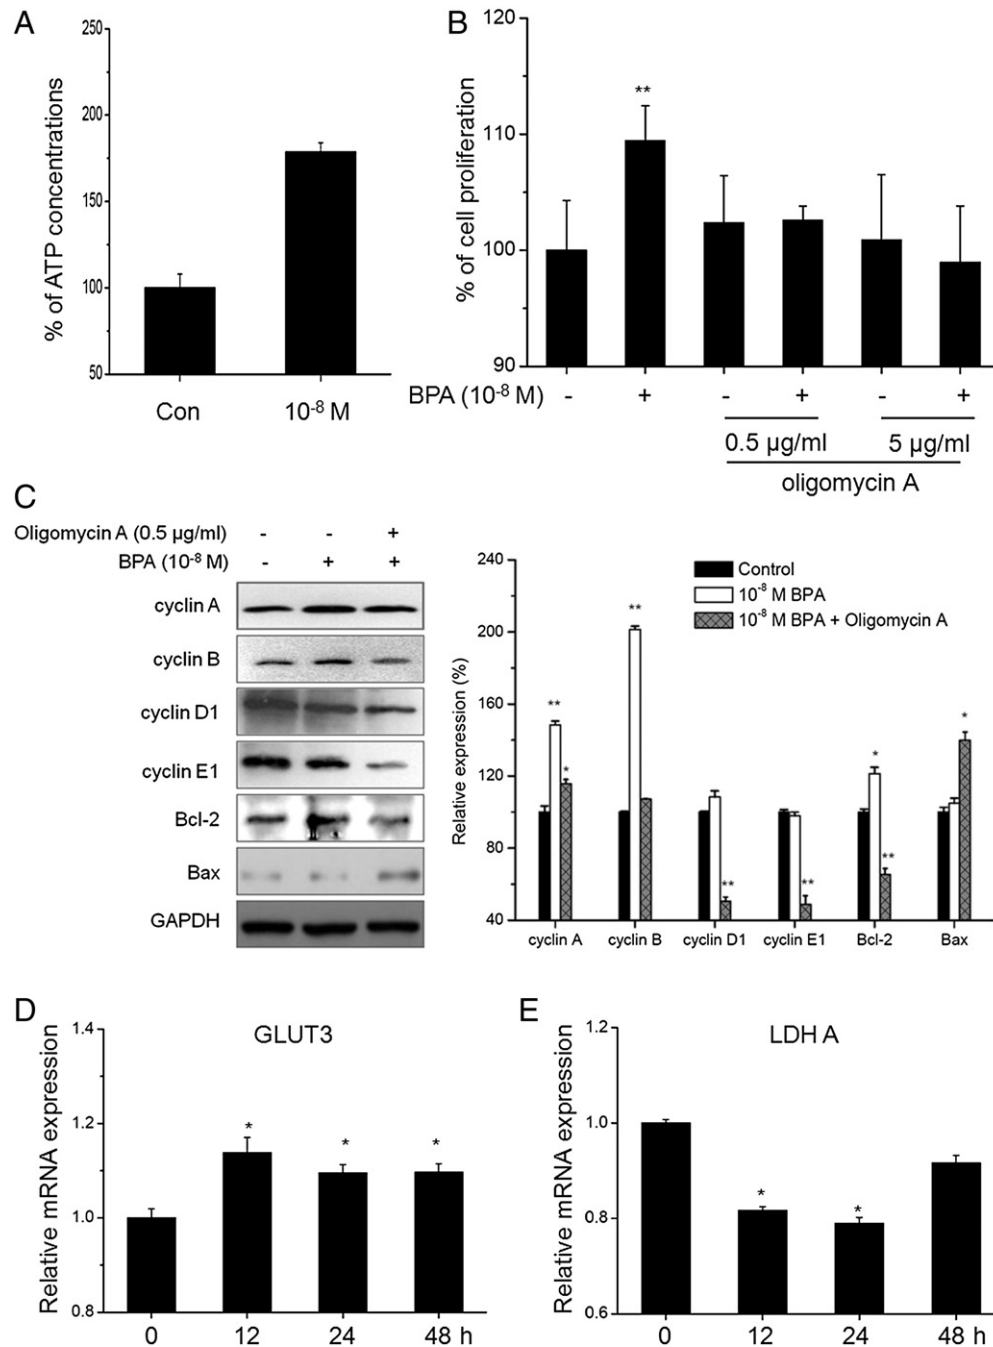 A
% of ATP concentrations
250
200
150
100
50
Con
10⁻⁸ M
B
% of cell proliferation
120
110
100
90
**
BPA (10⁻⁸ M)
- + - + - +
0.5 µg/ml
5 µg/ml
oligomycin A
C
Oligomycin A (0.5 µg/ml) - - +
BPA (10⁻⁸ M) - + +
cyclin A
cyclin B
cyclin D1
cyclin E1
Bcl-2
Bax
GAPDH
Relative expression (%)
240
200
160
120
80
40
Control
10⁻⁸ M BPA
10⁻⁸ M BPA + Oligomycin A
** * ** ** ** * ** *
cyclin A cyclin B cyclin D1 cyclin E1 Bcl-2 Bax
D
GLUT3
Relative mRNA expression
1.4
1.2
1.0
0.8
* * *
0 12 24 48 h
E
LDH A
Relative mRNA expression
1.2
1.0
0.8
0.6
* *
0 12 24 48 h